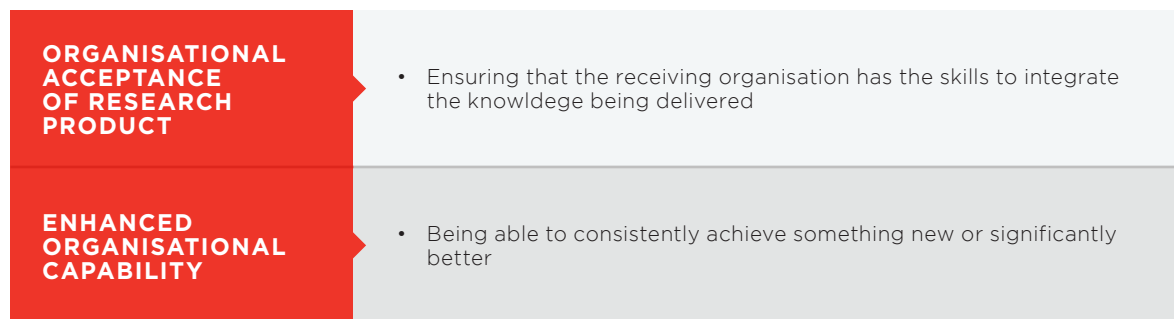 ORGANISATIONAL
ACCEPTANCE
OF RESEARCH
PRODUCT
• Ensuring that the receiving organisation has the skills to integrate
the knowldege being delivered
ENHANCED
ORGANISATIONAL
CAPABILITY
• Being able to consistently achieve something new or significantly
better